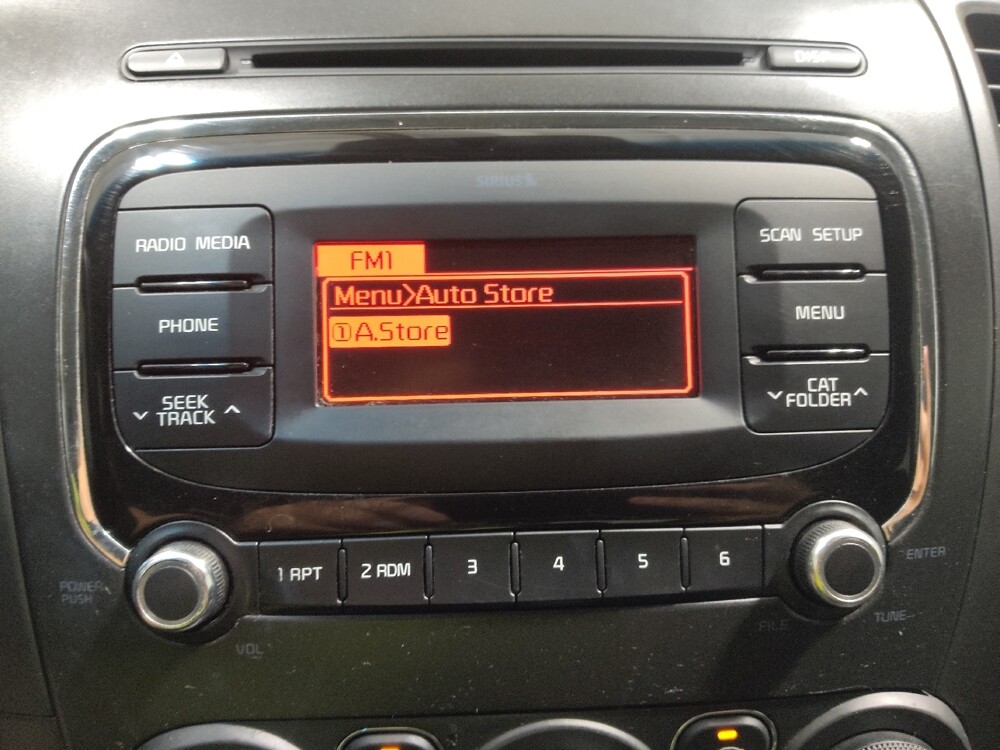 DISP
SIRIUS
RADIO MEDIA
SCAN SETUP
FM1
Menu>Auto Store
PHONE
MENU
①A.Store
SEEK
TRACK
CAT
FOLDER
1 RPT
2 RDM
3
4
5
6
POWER
PUSH
VOL
ENTER
FILE
TUNE